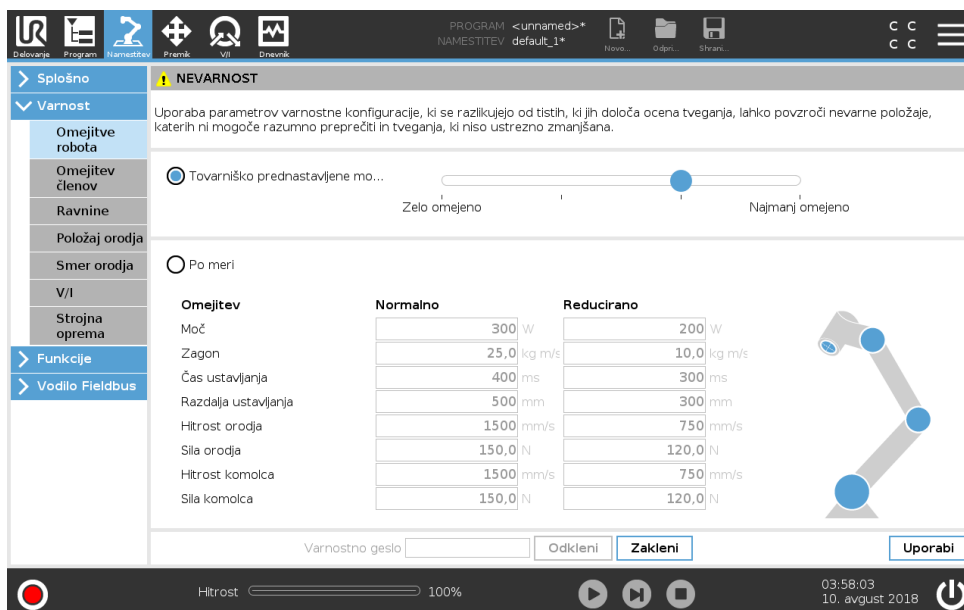 UR
Delovanje
Program
Namestitev
Premik
V/I
Dnevnik
PROGRAM <unnamed>*
NAMESTITEV default_1*
Novo...
Odpri...
Shrani...
C C
C C
Splošno
Varnost
Omejitve
robota
Omejitev
členov
Ravnine
Položaj orodja
Smer orodja
V/I
Strojna
oprema
Funkcije
Vodilo Fieldbus
NEVARNOST
Uporaba parametrov varnostne konfiguracije, ki se razlikujejo od tistih, ki jih določa ocena tveganja, lahko povzroči nevarne položaje,
katerih ni mogoče razumno preprečiti in tveganja, ki niso ustrezno zmanjšana.
Tovarniško prednastavljene mo...
Zelo omejeno
Najmanj omejeno
Po meri
Omejitev Normalno Reducirano
Moč 300 W 200 W
Zagon 25,0 kg m/s 10,0 kg m/s
Čas ustavljanja 400 ms 300 ms
Razdalja ustavljanja 500 mm 300 mm
Hitrost orodja 1500 mm/s 750 mm/s
Sila orodja 150,0 N 120,0 N
Hitrost komolca 1500 mm/s 750 mm/s
Sila komolca 150,0 N 120,0 N
Varnostno geslo Odkleni Zakleni Uporabi
Hitrost 100%
03:58:03
10. avgust 2018